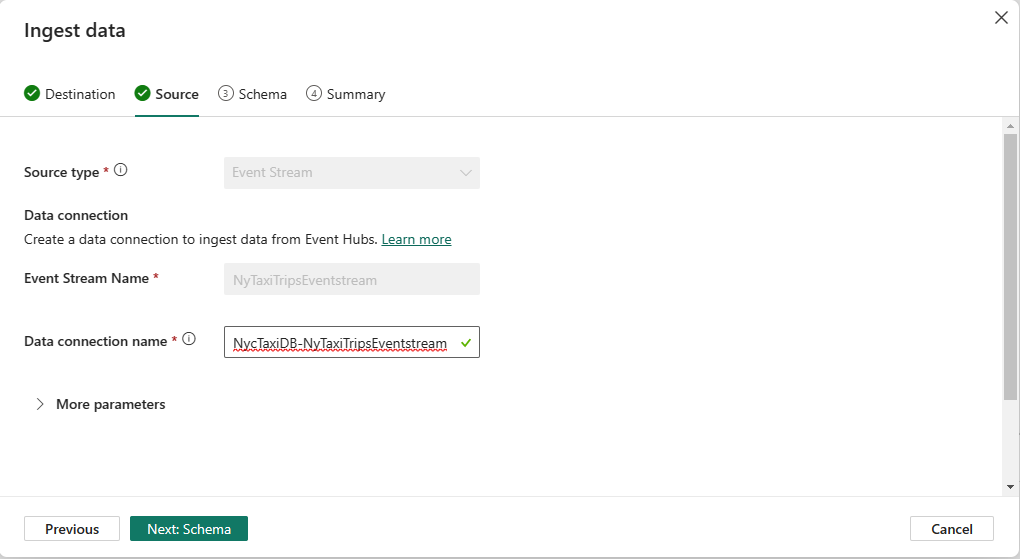 Ingest data
Destination Source 3 Schema 4 Summary
Source type * Event Stream
Data connection
Create a data connection to ingest data from Event Hubs. Learn more
Event Stream Name * NyTaxiTripsEventstream
Data connection name * NycTaxiDB-NyTaxiTripsEventstream
More parameters
Previous Next: Schema Cancel